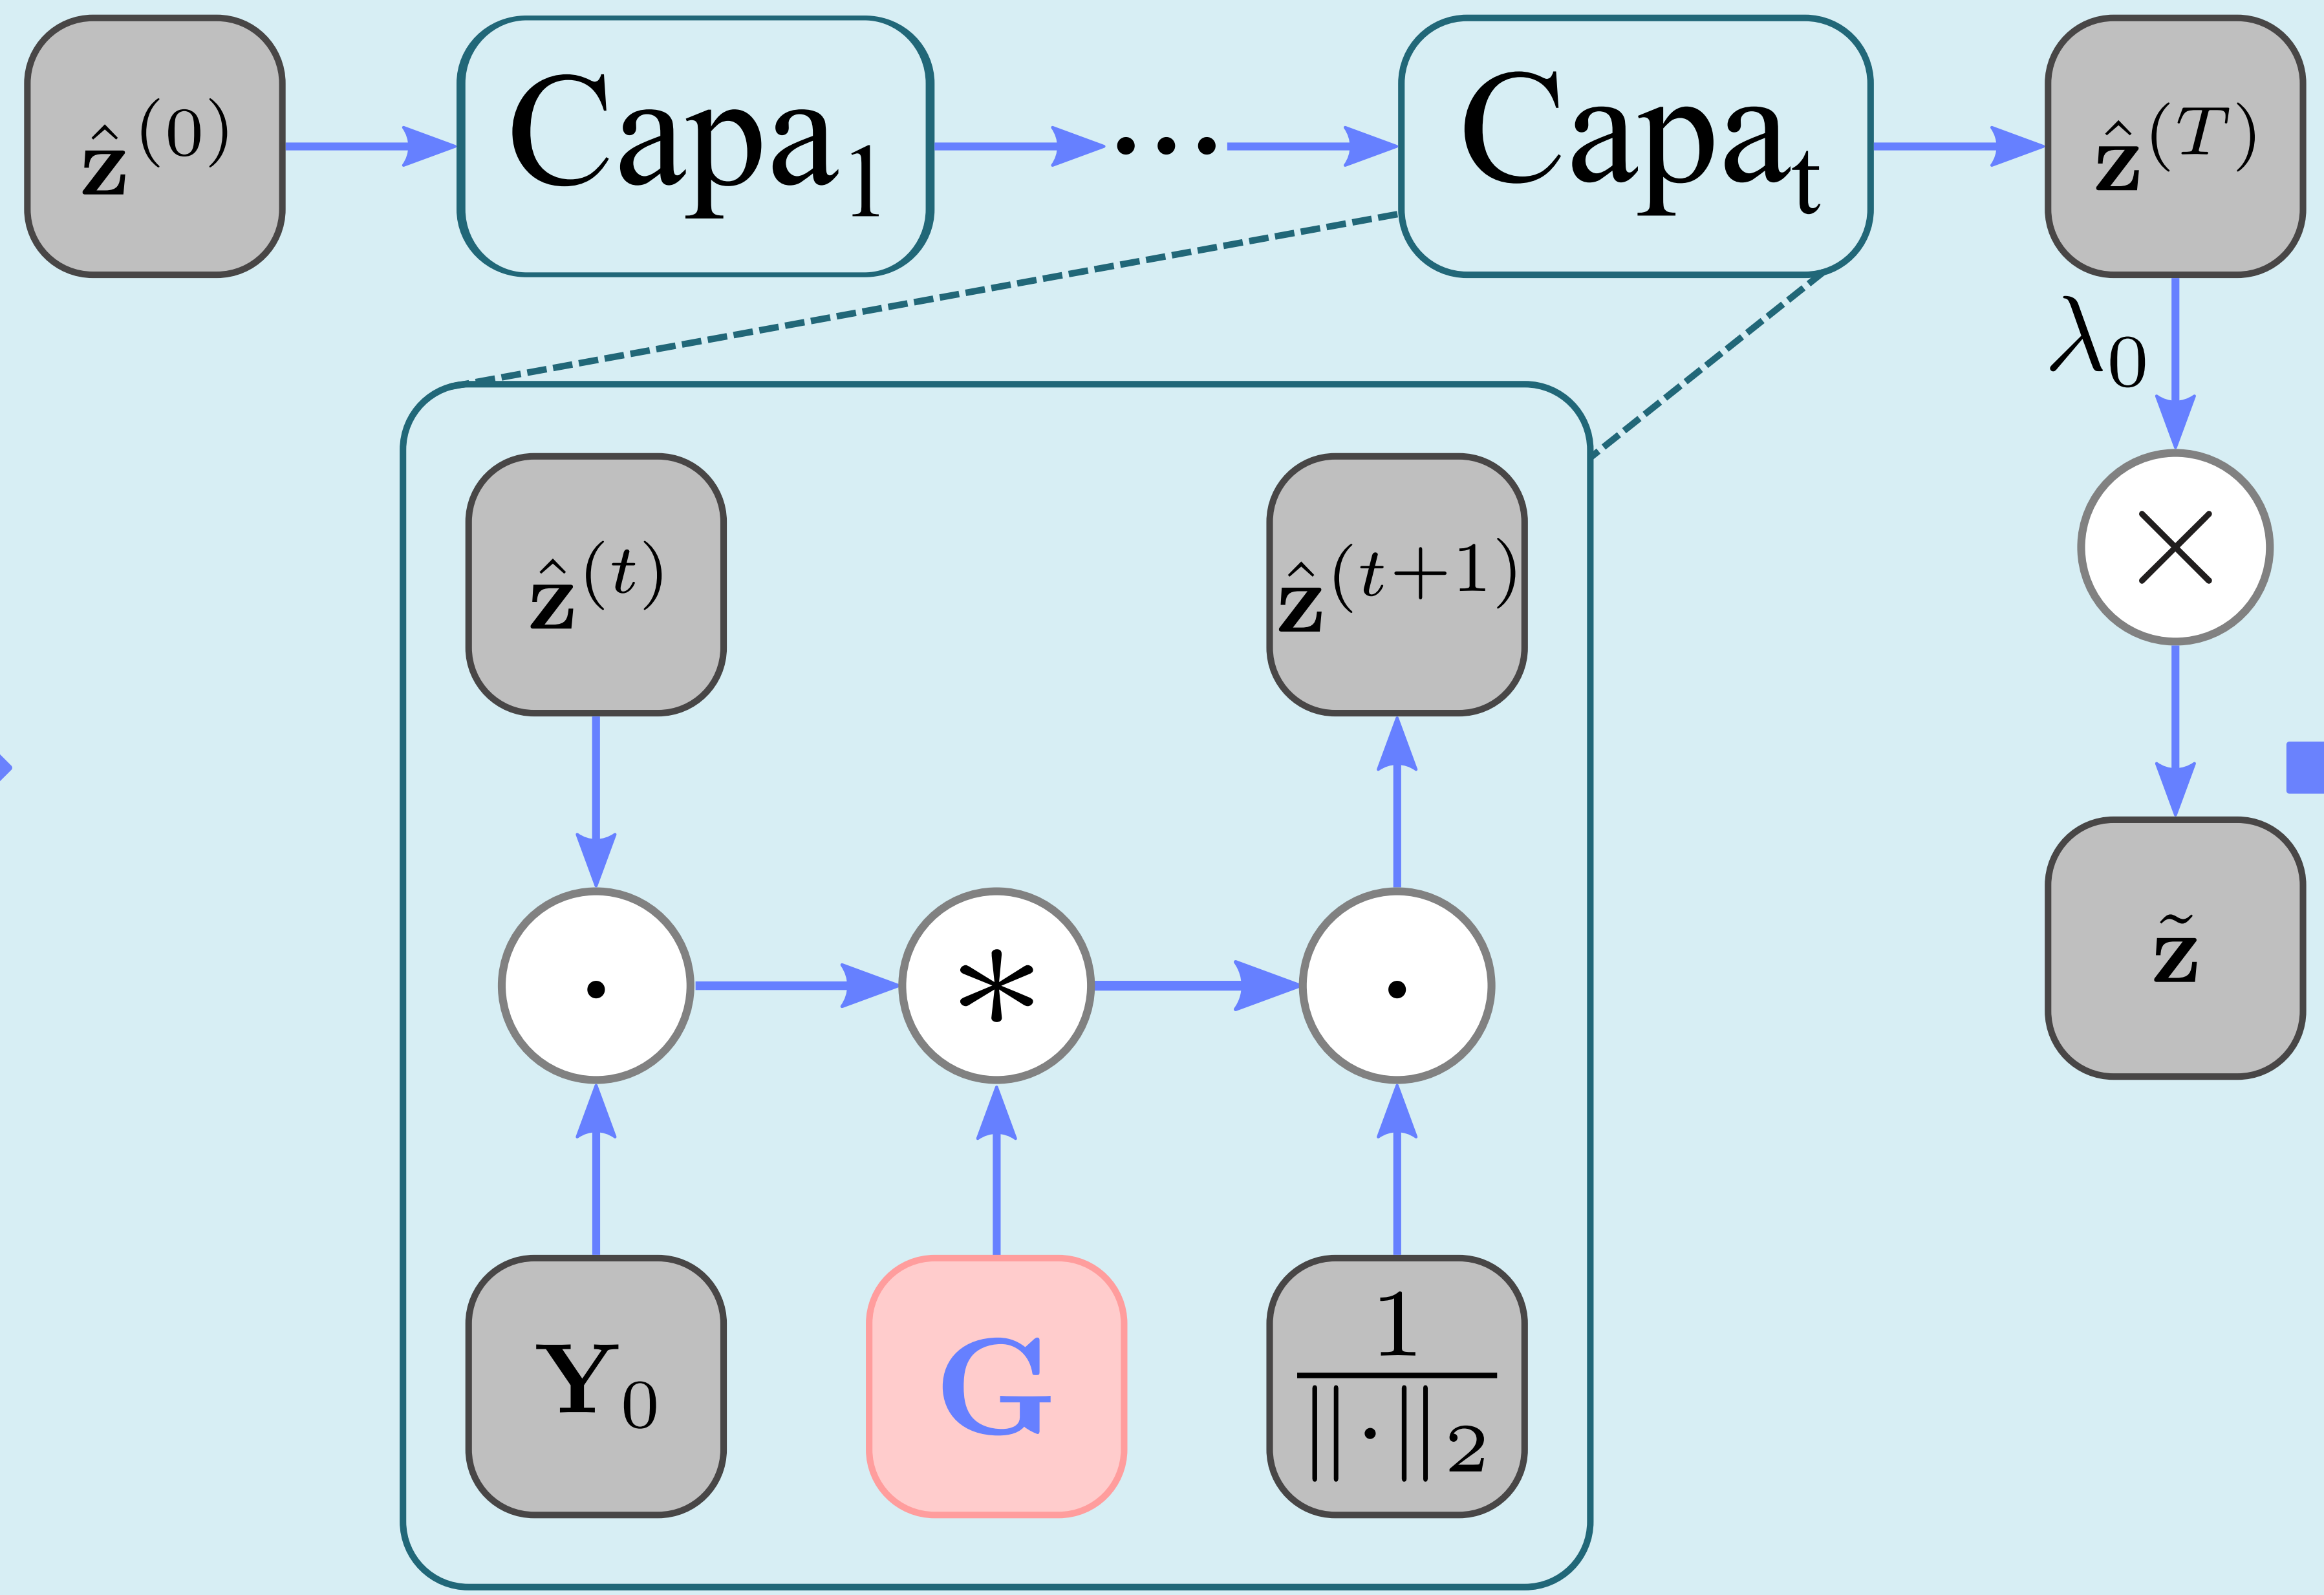 ẑ⁽⁰⁾ Capa₁ ··· Capaₜ ẑ⁽ᵀ⁾
λ₀
ẑ⁽ᵗ⁾ ẑ⁽ᵗ⁺¹⁾ ×
· * · z̃
Y₀ G 1/‖·‖₂